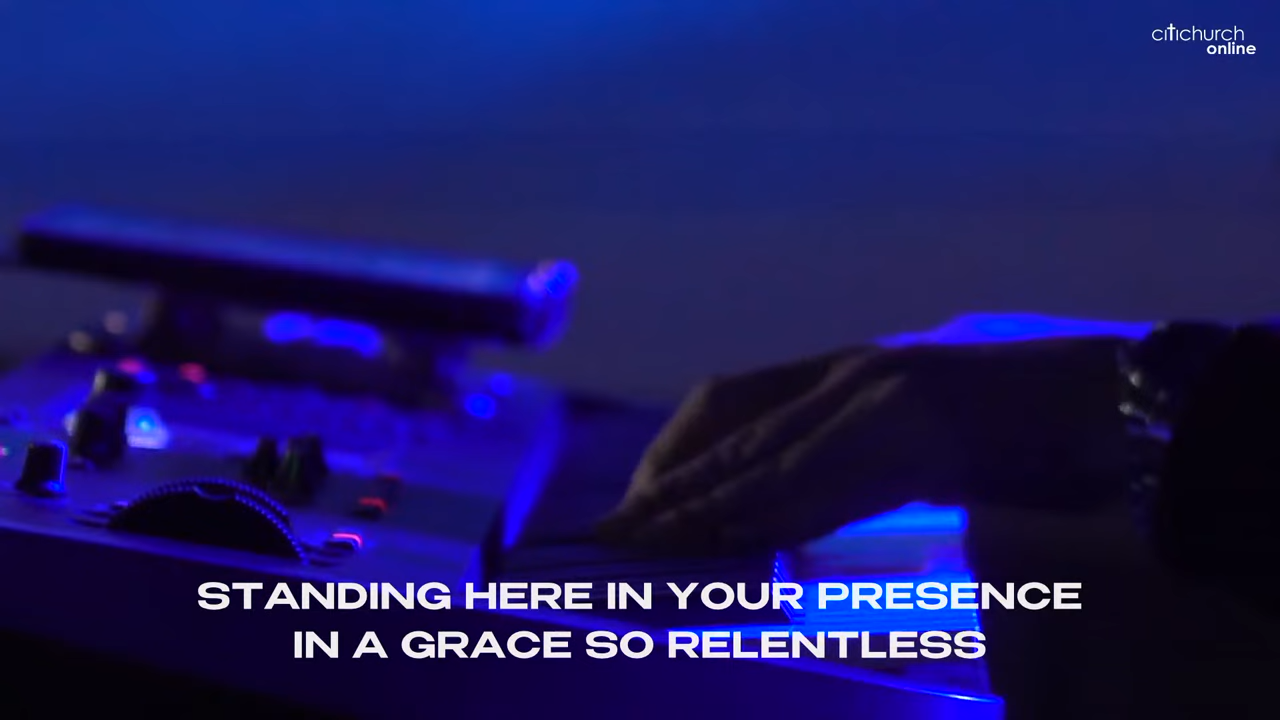 citichurch
online
STANDING HERE IN YOUR PRESENCE
IN A GRACE SO RELENTLESS